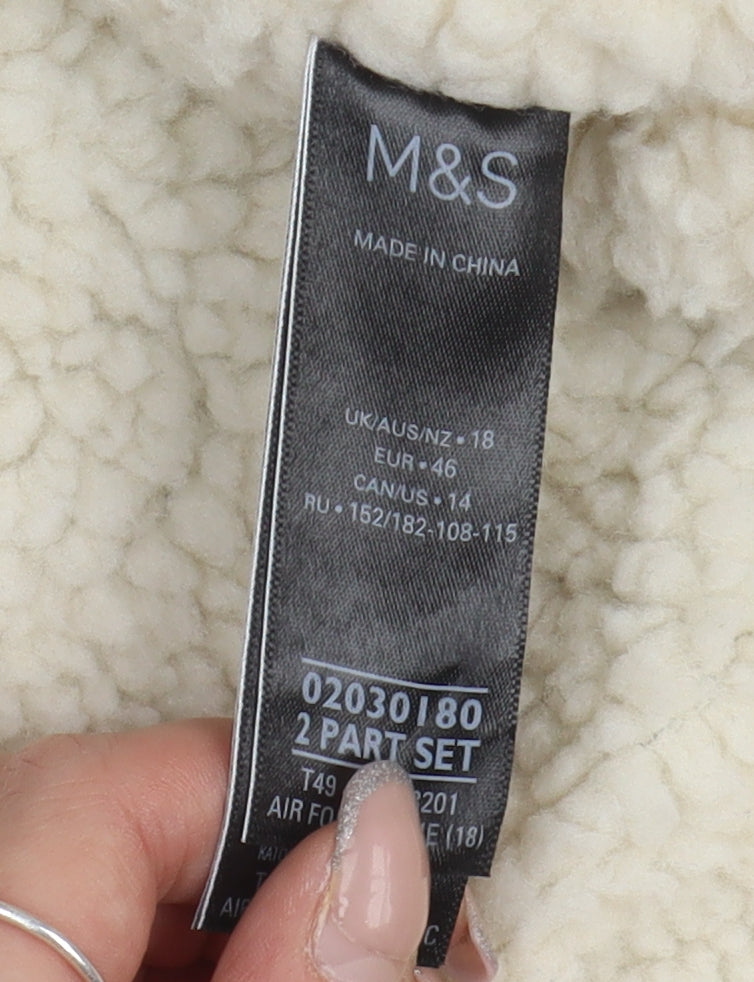 M&S
MADE IN CHINA
UK/AUS/NZ • 18
EUR • 46
CAN/US • 14
RU • 152/182-108-115
02030180
2 PART SET
T49
AIR (18)